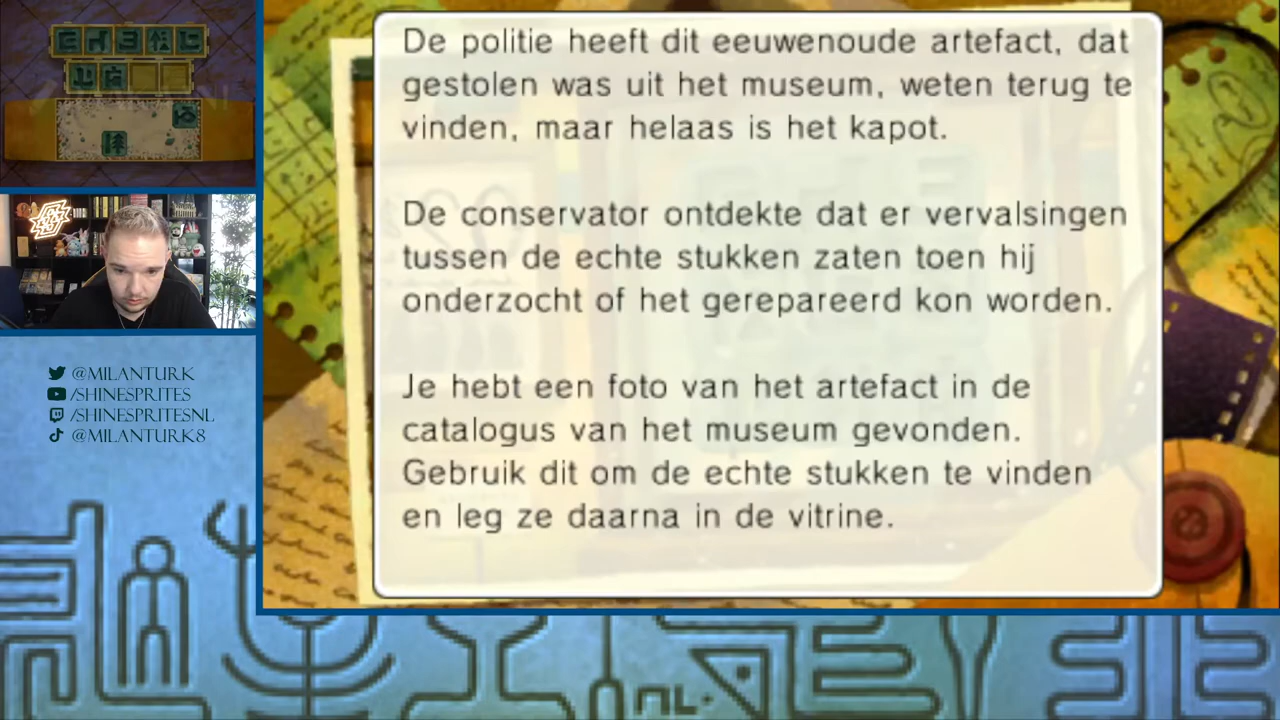 De politie heeft dit eeuwenoude artefact, dat
gestolen was uit het museum, weten terug te
vinden, maar helaas is het kapot.
De conservator ontdekte dat er vervalsingen
tussen de echte stukken zaten toen hij
onderzocht of het gerepareerd kon worden.
Je hebt een foto van het artefact in de
catalogus van het museum gevonden.
Gebruik dit om de echte stukken te vinden
en leg ze daarna in de vitrine.
@MILANTURK
/SHINESPRITES
/SHINESPRITESNL
@MILANTURK8